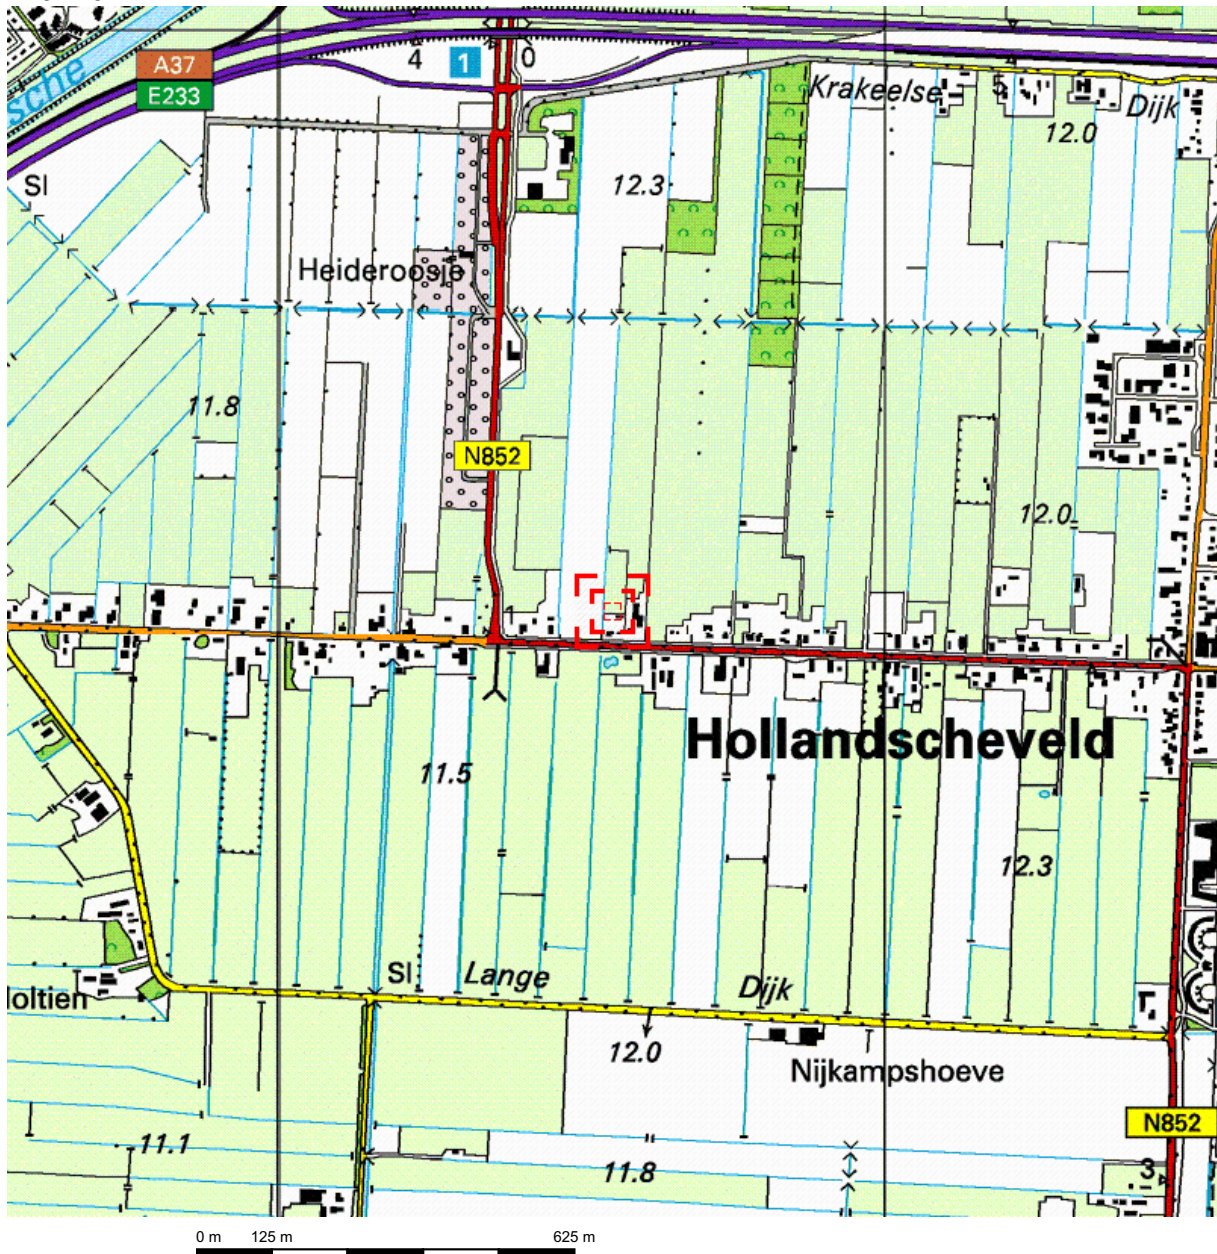 sche
A37
E233
4
1
0
Krakeelse
5
Dijk
12.0
Sl
12.3
Heideroosje
11.8
N852
12.0
Hollandscheveld
11.5
12.3
Sl
Lange
Dijk
oltien
12.0
Nijkampshoeve
N852
11.1
11.8
3
0 m
125 m
625 m